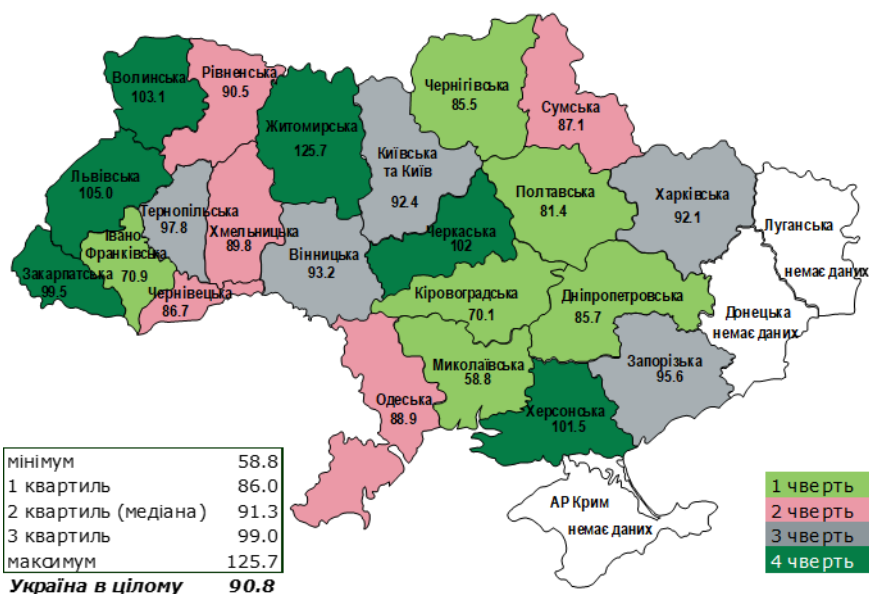 Волинська
103.1
Рівненська
90.5
Житомирська
125.7
Київська
та Київ
92.4
Чернігівська
85.5
Сумська
87.1
Львівська
105.0
Тернопільська
97.8
Хмельницька
89.8
Вінницька
93.2
Черкаська
102
Полтавська
81.4
Харківська
92.1
Луганська
немає даних
Івано
Франківська
70.9
Закарпатська
99.5
Чернівецька
86.7
Кіровоградська
70.1
Дніпропетровська
85.7
Донецька
немає даних
Миколаївська
58.8
Запорізька
95.6
Одеська
88.9
Херсонська
101.5
АР Крим
немає даних
мінімум 58.8
1 квартиль 86.0
2 квартиль (медіана) 91.3
3 квартиль 99.0
максимум 125.7
Україна в цілому 90.8
1 чверть
2 чверть
3 чверть
4 чверть